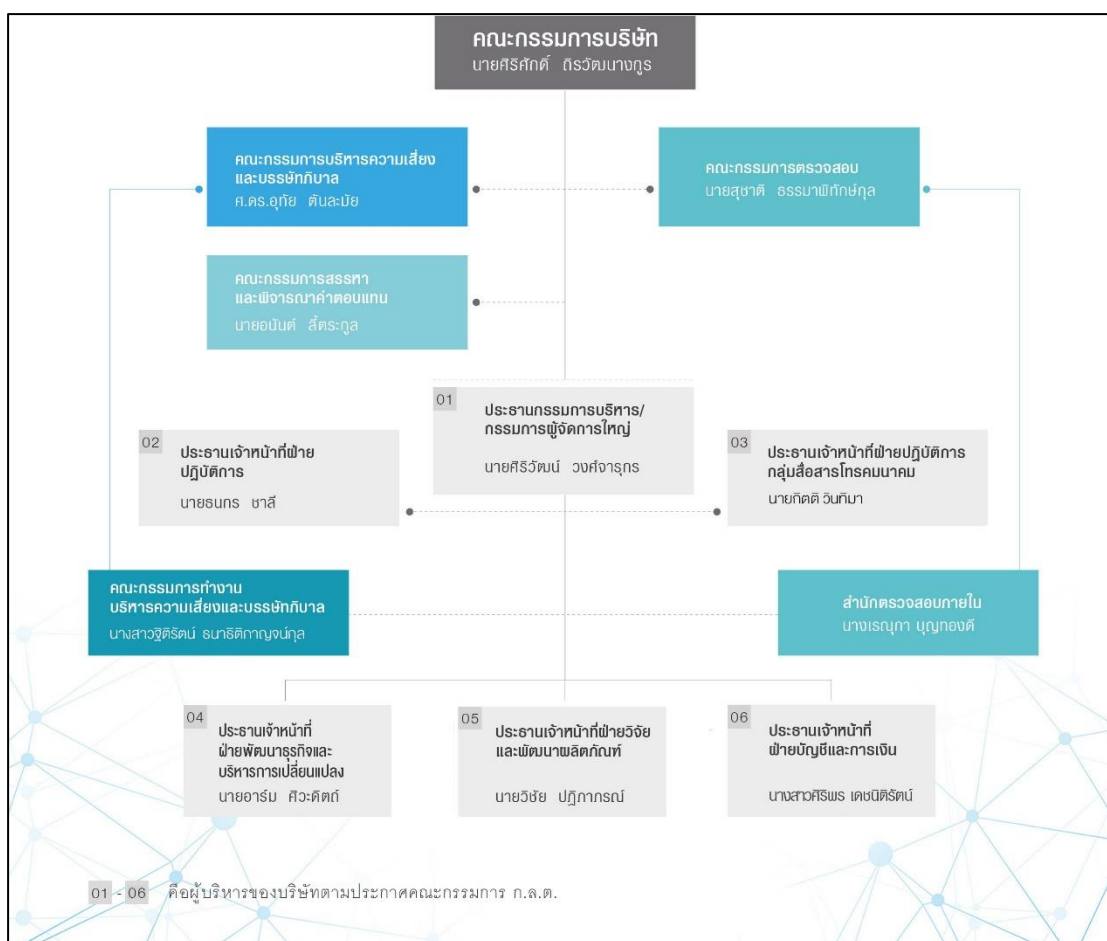 คณะกรรมการบริษัท
นายศิริศักดิ์ ถิรวัฒนางกูร
คณะกรรมการบริหารความเสี่ยง
และบรรษัทภิบาล
ศ.ดร.อุทัย ตันละมัย
คณะกรรมการตรวจสอบ
นายสุชาติ ธรรมาพิทักษ์กุล
คณะกรรมการสรรหา
และพิจารณาค่าตอบแทน
นายอนันต์ ลี้ตระกูล
01
ประธานกรรมการบริหาร/
กรรมการผู้จัดการใหญ่
นายศิริวัฒน์ วงศ์จารุกร
02
ประธานเจ้าหน้าที่ฝ่าย
ปฏิบัติการ
นายธนกร ชาลี
03
ประธานเจ้าหน้าที่ฝ่ายปฏิบัติการ
กลุ่มสื่อสารโทรคมนาคม
นายกิตติ วินทิมา
คณะกรรมการทำงาน
บริหารความเสี่ยงและบรรษัทภิบาล
นางสาวฐิติรัตน์ ธนาธิติกาญจน์กุล
สำนักตรวจสอบภายใน
นางเรณุกา บุญทองดี
04
ประธานเจ้าหน้าที่
ฝ่ายพัฒนาธุรกิจและ
บริหารการเปลี่ยนแปลง
นายอาร์ม ศิวะดิตถ์
05
ประธานเจ้าหน้าที่ฝ่ายวิจัย
และพัฒนาผลิตภัณฑ์
นายวิชัย ปฏิภาภรณ์
06
ประธานเจ้าหน้าที่
ฝ่ายบัญชีและการเงิน
นางสาวศิริพร เดชนิติรัตน์
01 - 06 คือผู้บริหารของบริษัทตามประกาศคณะกรรมการ ก.ล.ต.